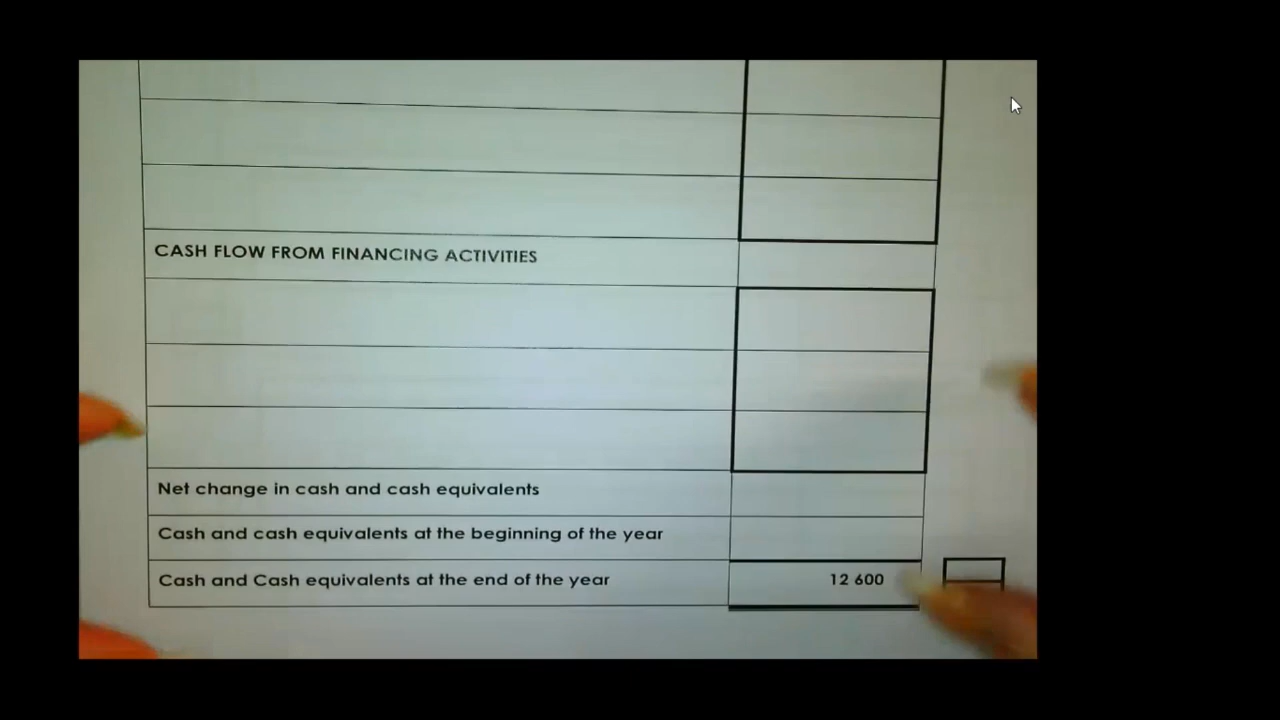 CASH FLOW FROM FINANCING ACTIVITIES
Net change in cash and cash equivalents
Cash and cash equivalents at the beginning of the year
Cash and Cash equivalents at the end of the year 12 600